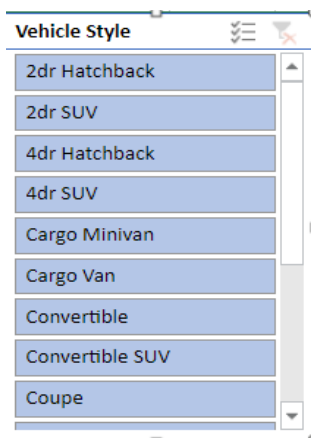 Vehicle Style
2dr Hatchback
2dr SUV
4dr Hatchback
4dr SUV
Cargo Minivan
Cargo Van
Convertible
Convertible SUV
Coupe